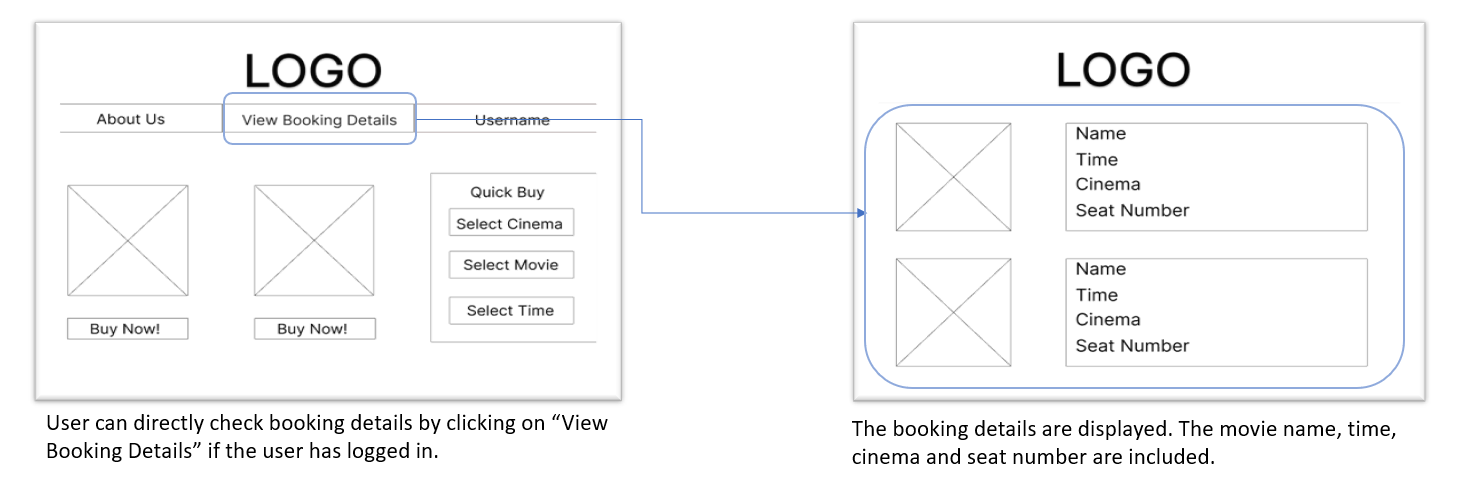 LOGO
About Us
View Booking Details
Username
Quick Buy
Select Cinema
Select Movie
Select Time
Buy Now!
Buy Now!
User can directly check booking details by clicking on “View
Booking Details” if the user has logged in.
LOGO
Name
Time
Cinema
Seat Number
Name
Time
Cinema
Seat Number
The booking details are displayed. The movie name, time,
cinema and seat number are included.